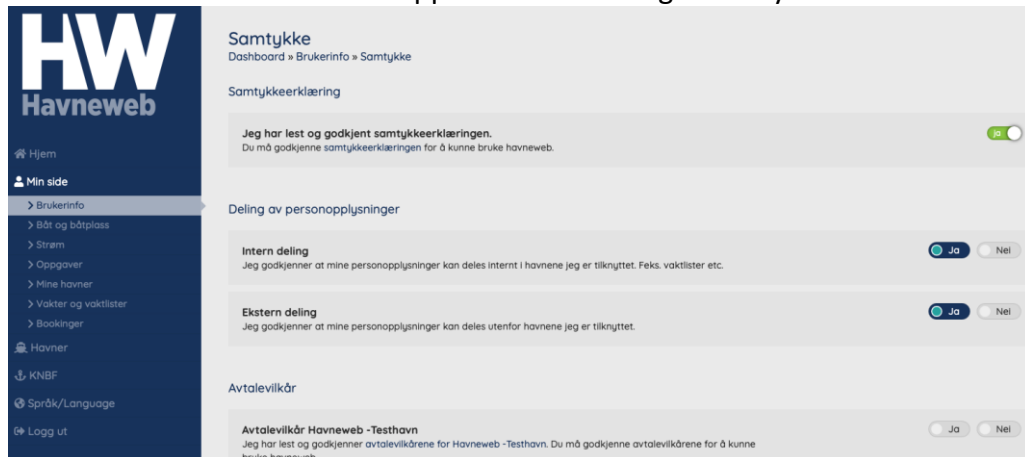 HW
Havneweb
Hjem
Min side
> Brukerinfo
> Båt og båtplass
> Strøm
> Oppgaver
> Mine havner
> Vakter og vaktlister
> Bookinger
Havner
KNBF
Språk/Language
Logg ut
Samtykke
Dashboard » Brukerinfo » Samtykke
Samtykkeerklæring
Jeg har lest og godkjent samtykkeerklæringen.
Du må godkjenne samtykkeerklæringen for å kunne bruke havneweb.
ja
Deling av personopplysninger
Intern deling
Jeg godkjenner at mine personopplysninger kan deles internt i havnene jeg er tilknyttet. Feks. vaktlister etc.
Ja Nei
Ekstern deling
Jeg godkjenner at mine personopplysninger kan deles utenfor havnene jeg er tilknyttet.
Ja Nei
Avtalevilkår
Avtalevilkår Havneweb -Testhavn
Jeg har lest og godkjenner avtalevilkårene for Havneweb -Testhavn. Du må godkjenne avtalevilkårene for å kunne
bruke havneweb.
Ja Nei